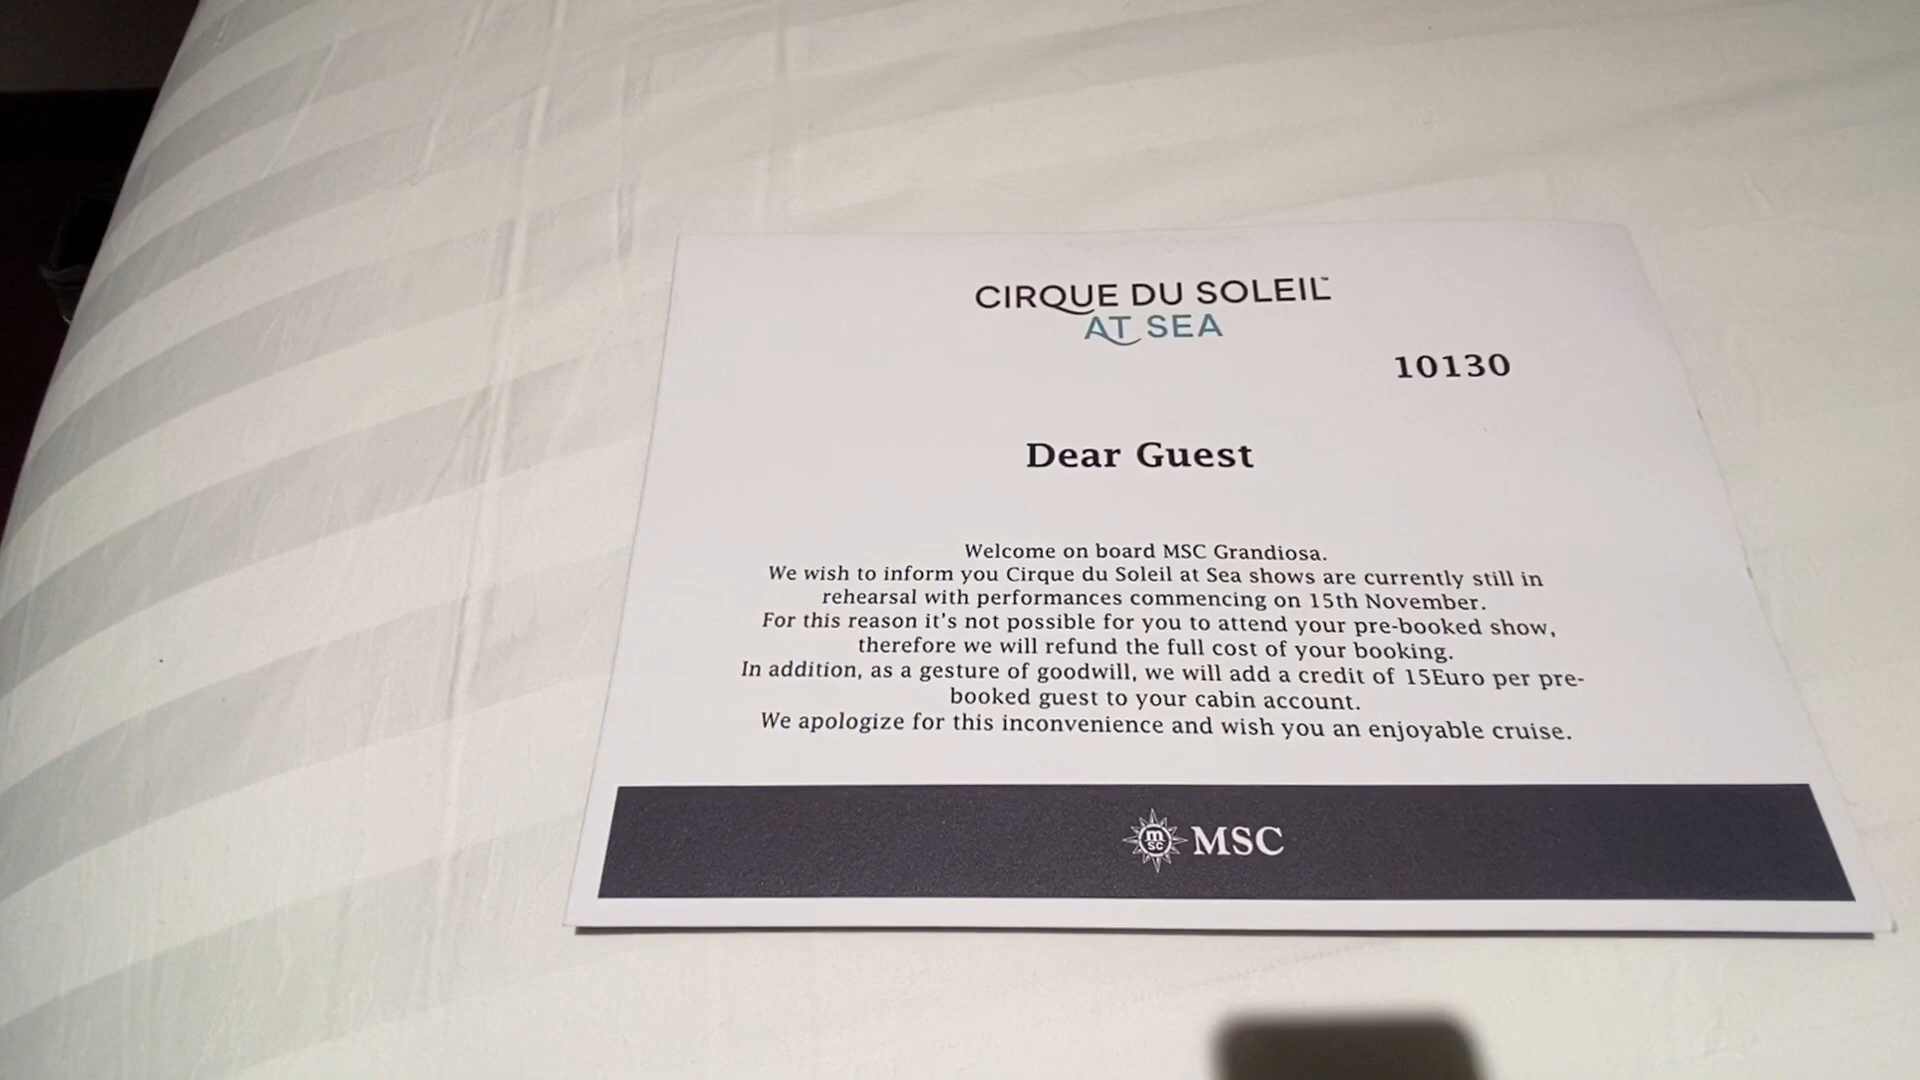 CIRQUE DU SOLEIL™
AT SEA
10130
Dear Guest
Welcome on board MSC Grandiosa.
We wish to inform you Cirque du Soleil at Sea shows are currently still in
rehearsal with performances commencing on 15th November.
For this reason it's not possible for you to attend your pre-booked show,
therefore we will refund the full cost of your booking.
In addition, as a gesture of goodwill, we will add a credit of 15Euro per pre-
booked guest to your cabin account.
We apologize for this inconvenience and wish you an enjoyable cruise.
m
sc
MSC